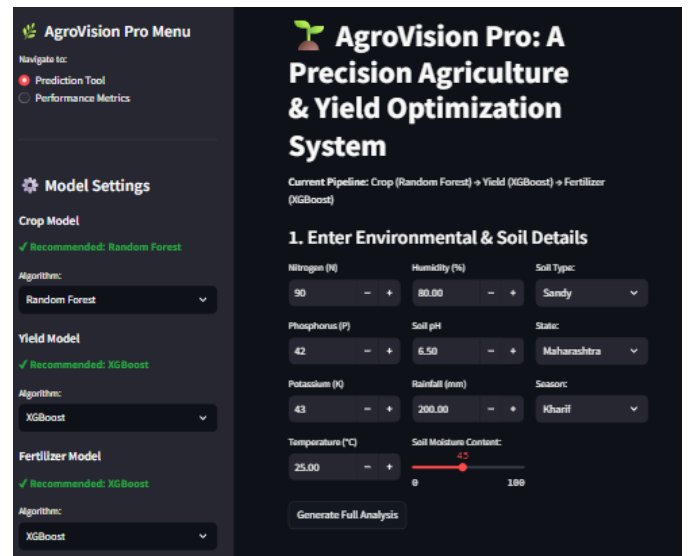 AgroVision Pro Menu
Navigate to:
Prediction Tool
Performance Metrics
Model Settings
Crop Model
✓ Recommended: Random Forest
Algorithm:
Random Forest
Yield Model
✓ Recommended: XGBoost
Algorithm:
XGBoost
Fertilizer Model
✓ Recommended: XGBoost
Algorithm:
XGBoost
AgroVision Pro: A
Precision Agriculture
& Yield Optimization
System
Current Pipeline: Crop (Random Forest) → Yield (XGBoost) → Fertilizer
(XGBoost)
1. Enter Environmental & Soil Details
Nitrogen (N) Humidity (%) Soil Type:
90 − + 80.00 − + Sandy
Phosphorus (P) Soil pH State:
42 − + 6.50 − + Maharashtra
Potassium (K) Rainfall (mm) Season:
43 − + 200.00 − + Kharif
Temperature (°C) Soil Moisture Content:
45
25.00 − +
0 100
Generate Full Analysis